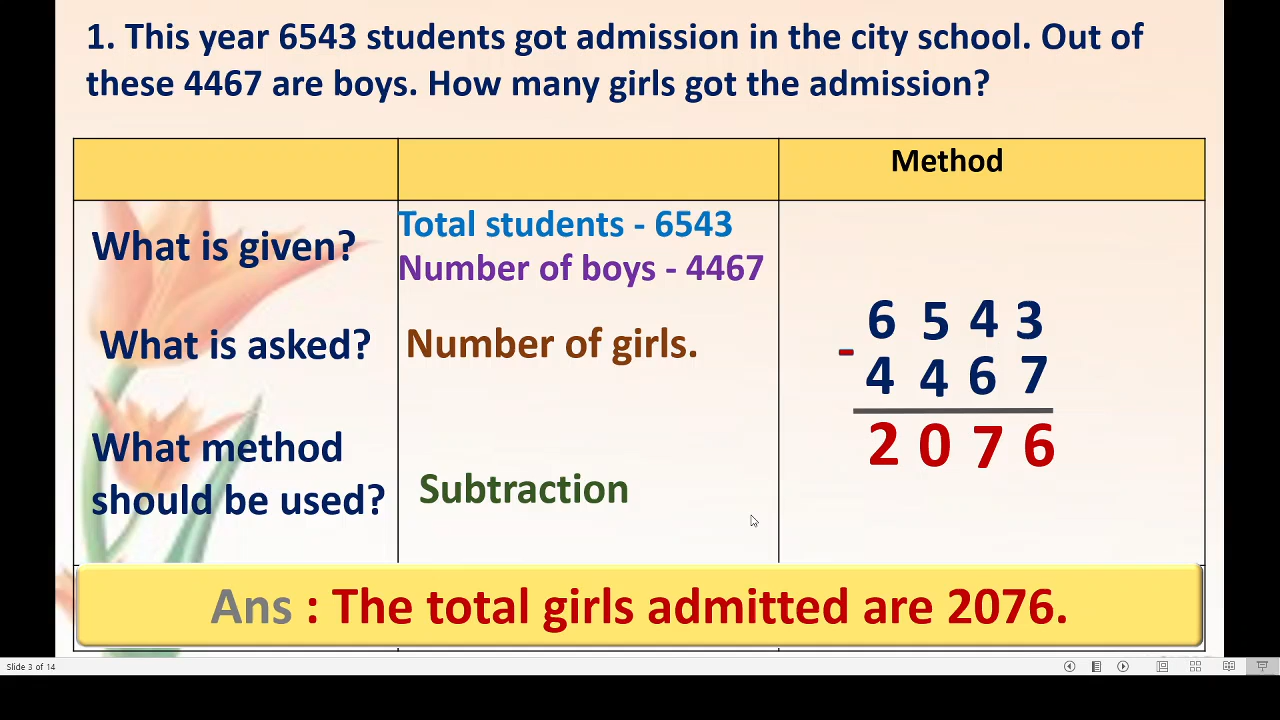 1. This year 6543 students got admission in the city school. Out of
these 4467 are boys. How many girls got the admission?
Method
What is given?
Total students - 6543
Number of boys - 4467
What is asked?
Number of girls.
What method
should be used?
Subtraction
6 5 4 3
-
4 4 6 7
2 0 7 6
Ans : The total girls admitted are 2076.
Slide 3 of 14